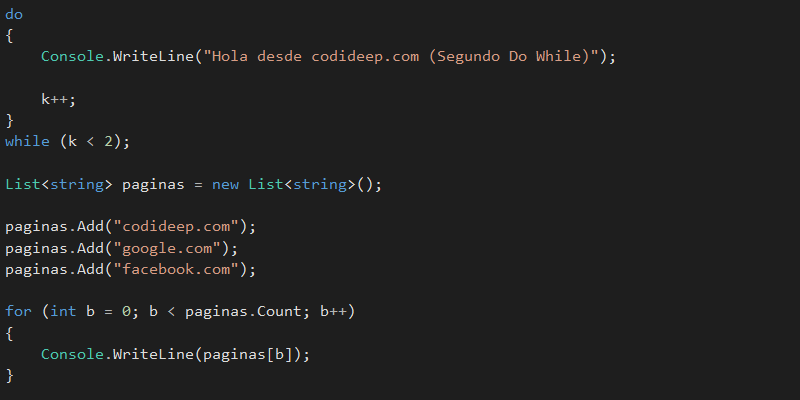 do
{
    Console.WriteLine("Hola desde codideep.com (Segundo Do While)");

    k++;
}
while (k < 2);

List<string> paginas = new List<string>();

paginas.Add("codideep.com");
paginas.Add("google.com");
paginas.Add("facebook.com");

for (int b = 0; b < paginas.Count; b++)
{
    Console.WriteLine(paginas[b]);
}